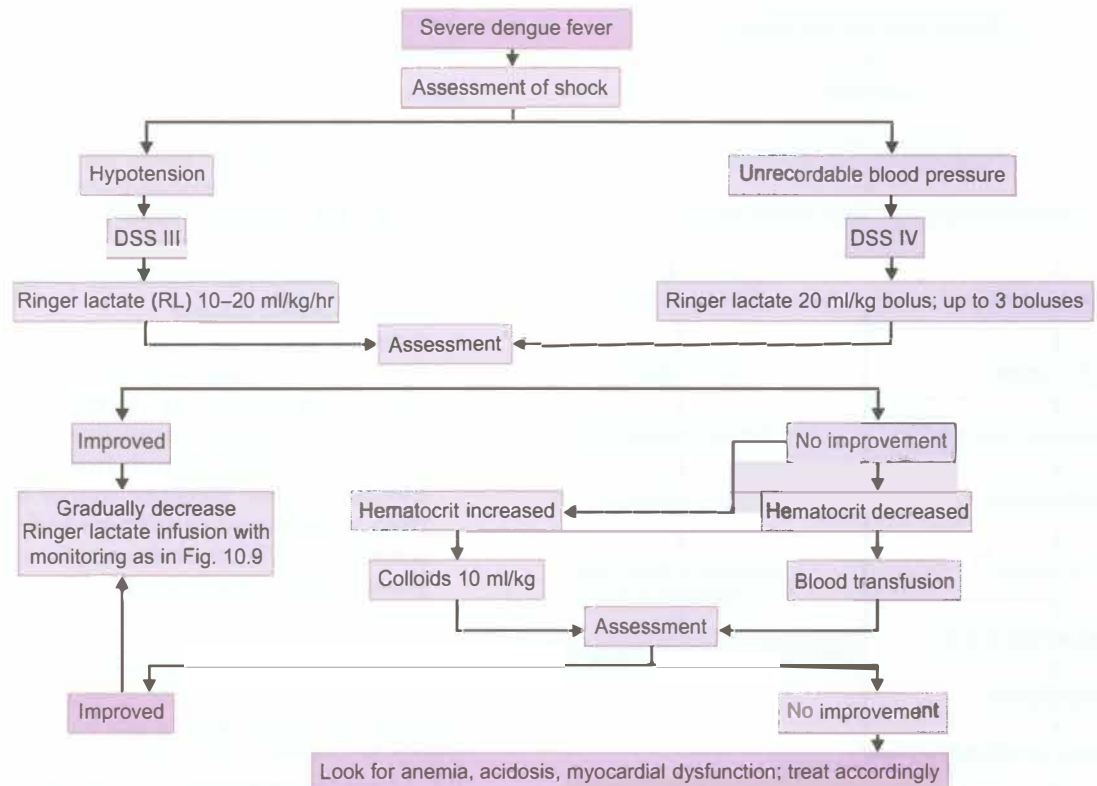 Severe dengue fever
Assessment of shock
Hypotension
Unrecordable blood pressure
DSS III
DSS IV
Ringer lactate (RL) 10–20 ml/kg/hr
Ringer lactate 20 ml/kg bolus; up to 3 boluses
Assessment
Improved
No improvement
Gradually decrease
Ringer lactate infusion with
monitoring as in Fig. 10.9
Hematocrit increased
Hematocrit decreased
Colloids 10 ml/kg
Blood transfusion
Assessment
Improved
No improvement
Look for anemia, acidosis, myocardial dysfunction; treat accordingly